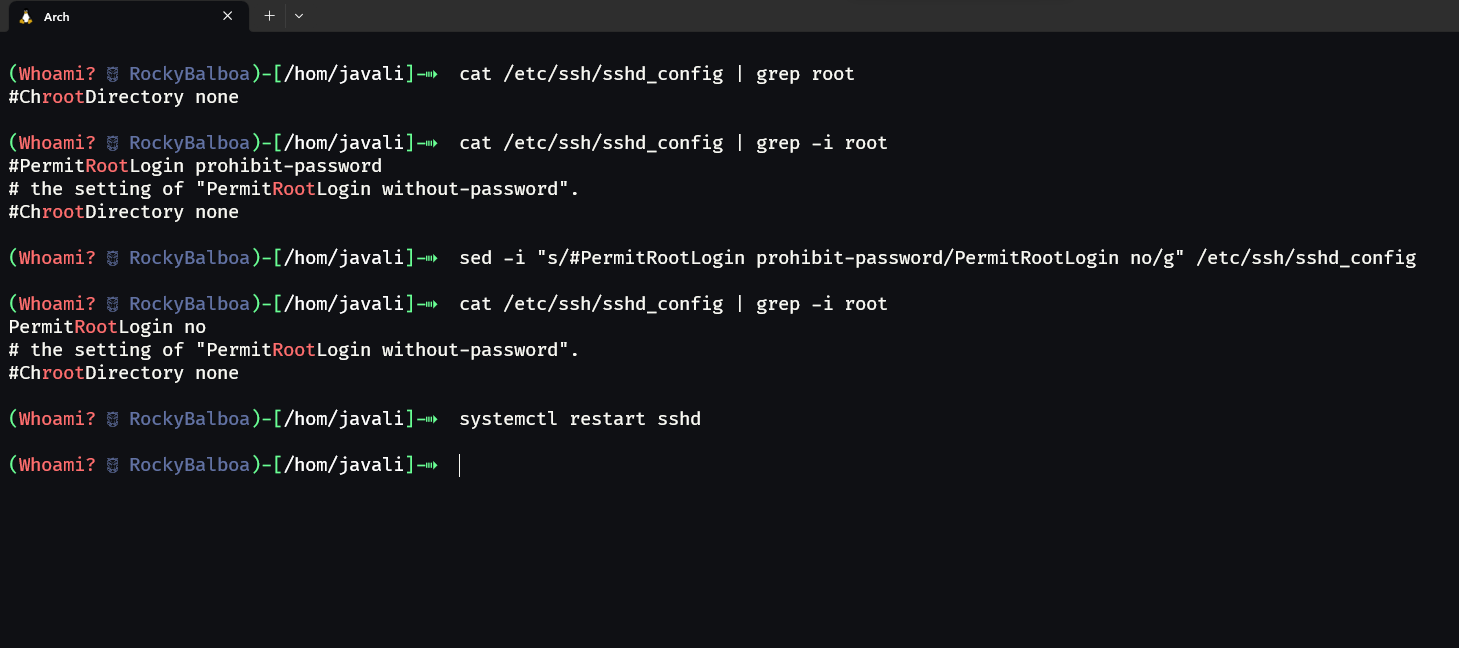 Arch
(Whoami? RockyBalboa)-[/hom/javali]-⇛ cat /etc/ssh/sshd_config | grep root
#ChrootDirectory none
(Whoami? RockyBalboa)-[/hom/javali]-⇛ cat /etc/ssh/sshd_config | grep -i root
#PermitRootLogin prohibit-password
# the setting of "PermitRootLogin without-password".
#ChrootDirectory none
(Whoami? RockyBalboa)-[/hom/javali]-⇛ sed -i "s/#PermitRootLogin prohibit-password/PermitRootLogin no/g" /etc/ssh/sshd_config
(Whoami? RockyBalboa)-[/hom/javali]-⇛ cat /etc/ssh/sshd_config | grep -i root
PermitRootLogin no
# the setting of "PermitRootLogin without-password".
#ChrootDirectory none
(Whoami? RockyBalboa)-[/hom/javali]-⇛ systemctl restart sshd
(Whoami? RockyBalboa)-[/hom/javali]-⇛